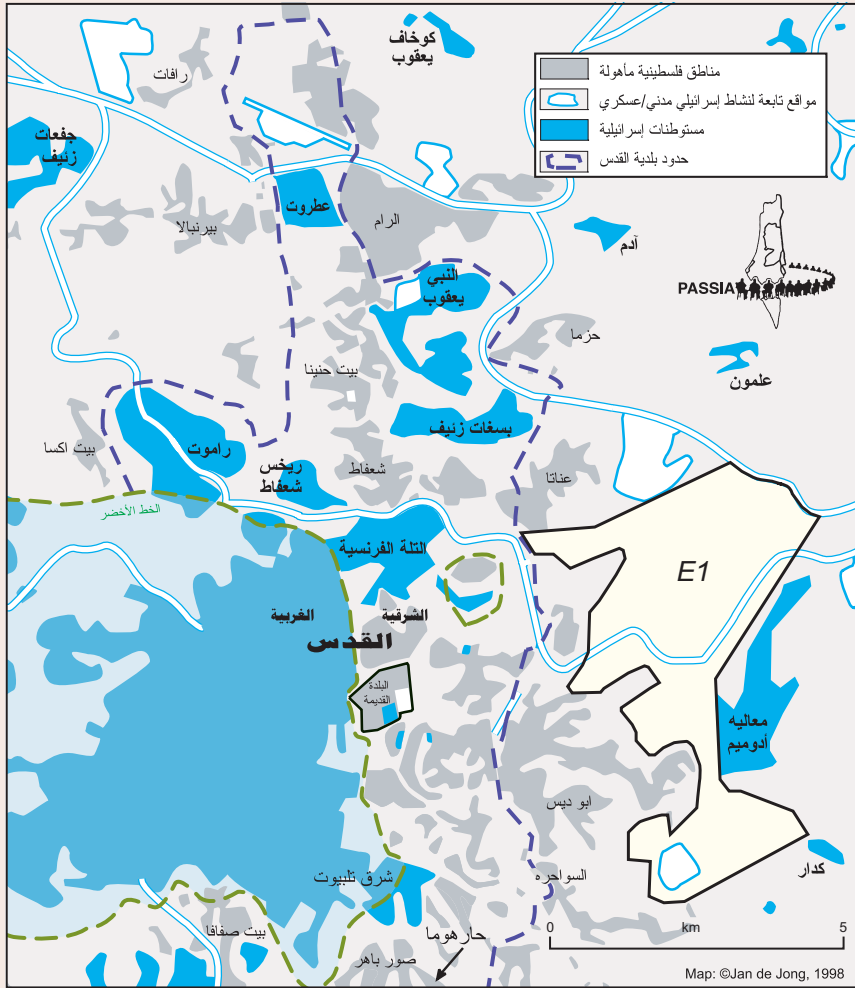 كوخاف
يعقوب
رافات
مناطق فلسطينية مأهولة
مواقع تابعة لنشاط إسرائيلي مدني/عسكري
مستوطنات إسرائيلية
حدود بلدية القدس
جفعات
زئيف
عطروت
الرام
بيرنبالا
آدم
PASSIA
النبي
يعقوب
حزما
علمون
بيت حنينا
بسغات زئيف
راموت
بيت اكسا
ريخس
شعفاط
شعفاط
عناتا
الخط الأخضر
التلة الفرنسية
E1
الشرقية
الغربية
القدس
البلدة
القديمة
معاليه
أدوميم
ابو ديس
كدار
السواحره
شرق تلبيوت
بيت صفافا
حارهوما
صور باهر
0
km
5
Map: ©Jan de Jong, 1998